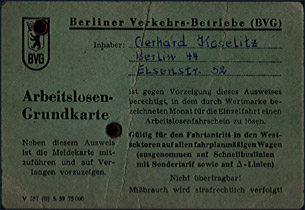 Berliner Verkehrs-Betriebe (BVG)
BVG
Inhaber: Gerhard Koselitz
Berlin 44
Elsenstr. 52
Arbeitslosen-
Grundkarte
Neben diesem Ausweis
ist die Meldekarte mit-
zuführen und auf Ver-
langen vorzuzeigen.
ist gegen Vorzeigung dieses Ausweises
berechtigt, in dem durch Wertmarke be-
zeichneten Monat für die Einzelfahrt einen
Arbeitslosenfahrschein zu lösen.
Gültig für den Fahrtantritt in den West-
sektoren auf allen fahrplanmäßigen Wagen
(ausgenommen auf Schnellbuslinien
mit Sondertarif sowie auf Δ-Linien)
Nicht übertragbar!
Mißbrauch wird strafrechtlich verfolgt!